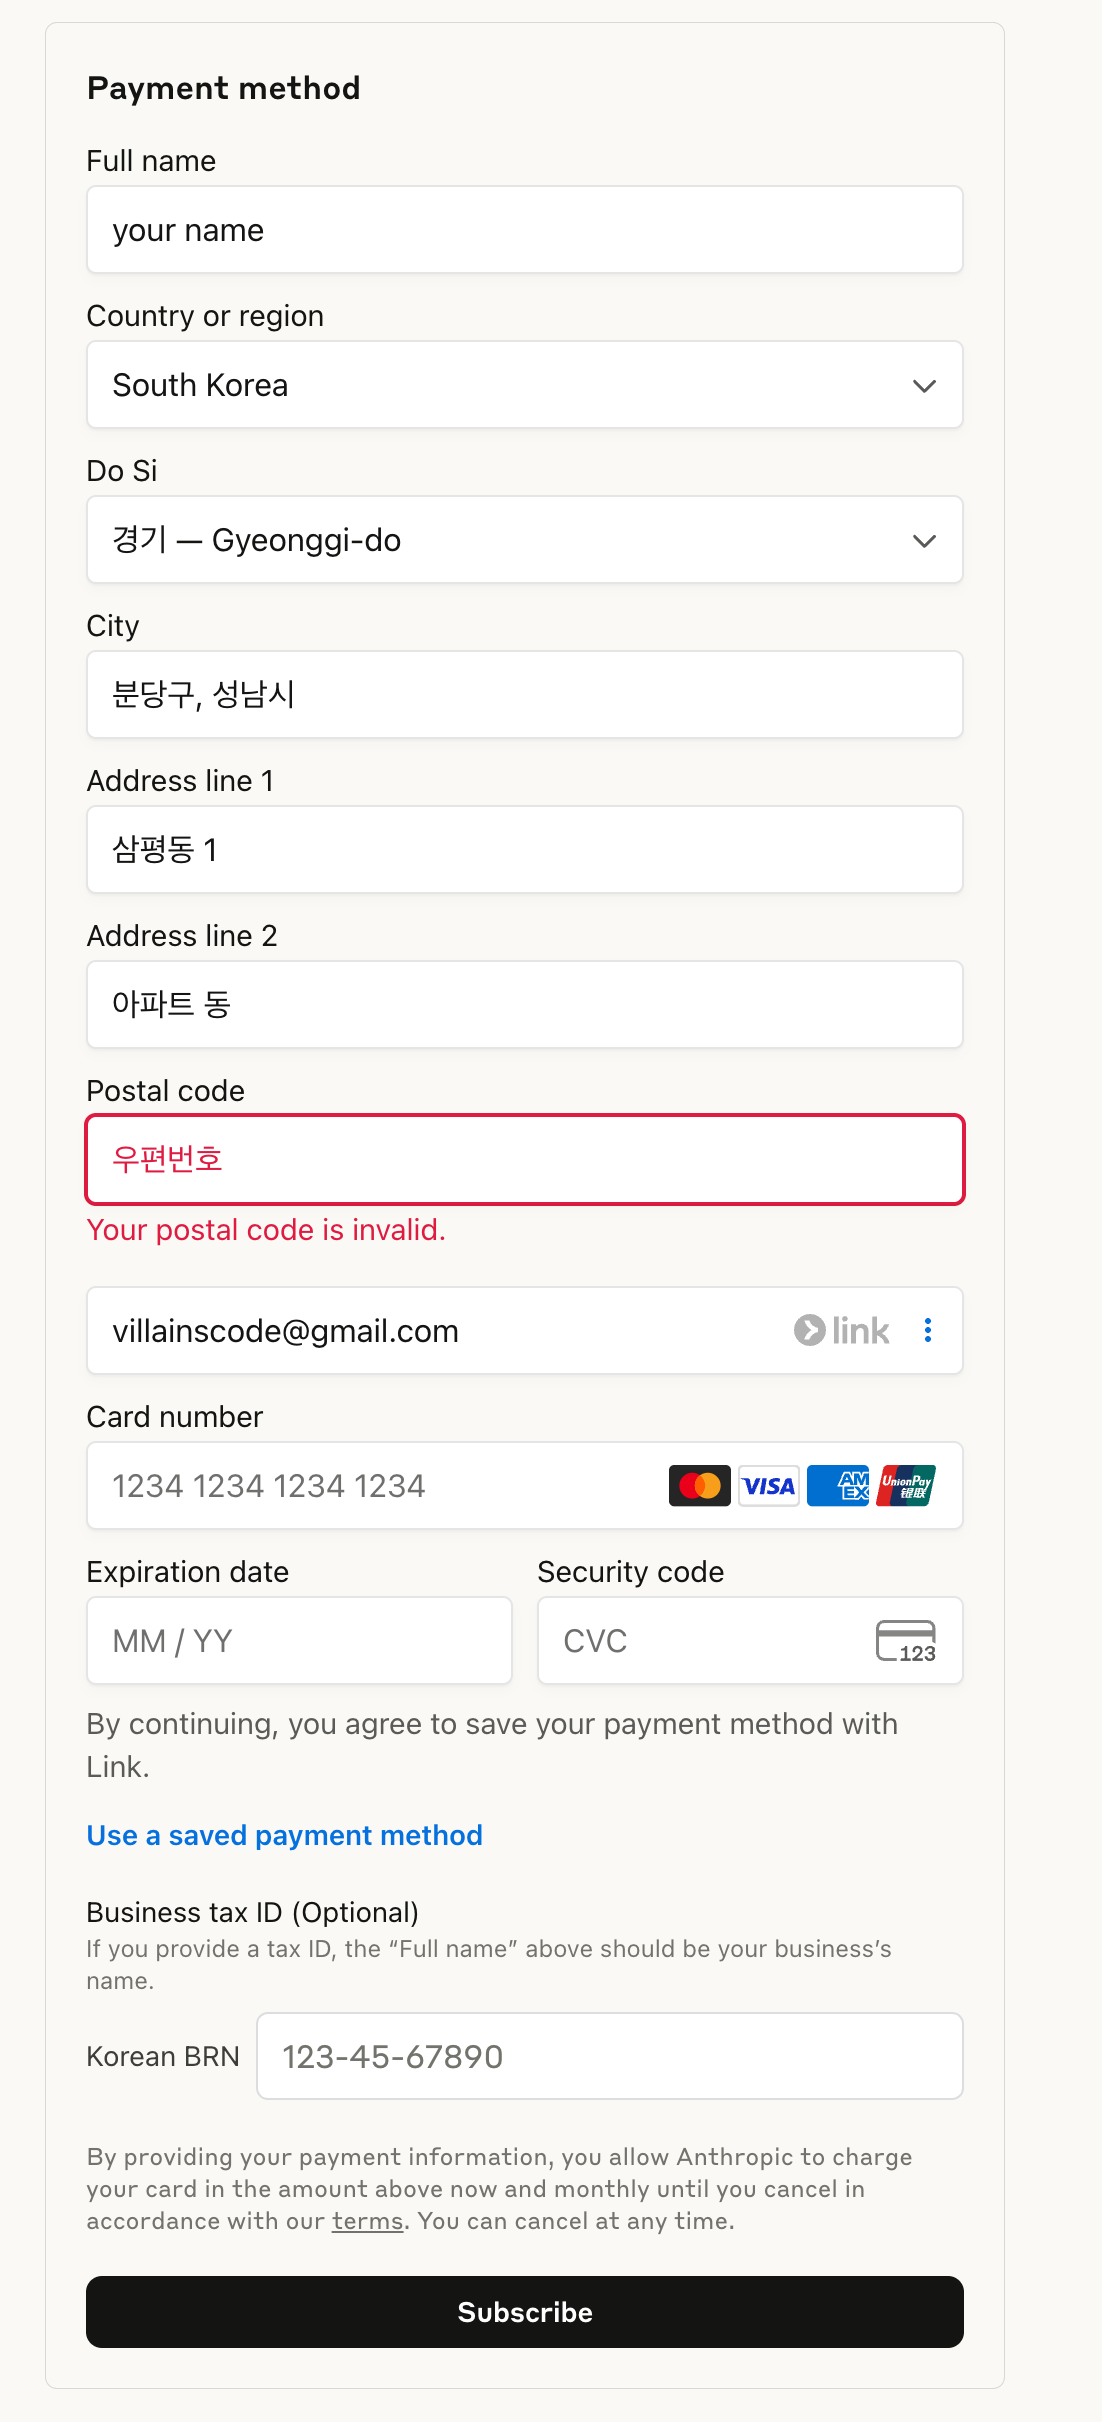 Payment method
Full name
your name
Country or region
South Korea
Do Si
경기 — Gyeonggi-do
City
분당구, 성남시
Address line 1
삼평동 1
Address line 2
아파트 동
Postal code
우편번호
Your postal code is invalid.
villainscode@gmail.com link
Card number
1234 1234 1234 1234 VISA AM EX UnionPay 银联
Expiration date Security code
MM / YY CVC 123
By continuing, you agree to save your payment method with
Link.
Use a saved payment method
Business tax ID (Optional)
If you provide a tax ID, the “Full name” above should be your business’s
name.
Korean BRN 123-45-67890
By providing your payment information, you allow Anthropic to charge
your card in the amount above now and monthly until you cancel in
accordance with our terms. You can cancel at any time.
Subscribe